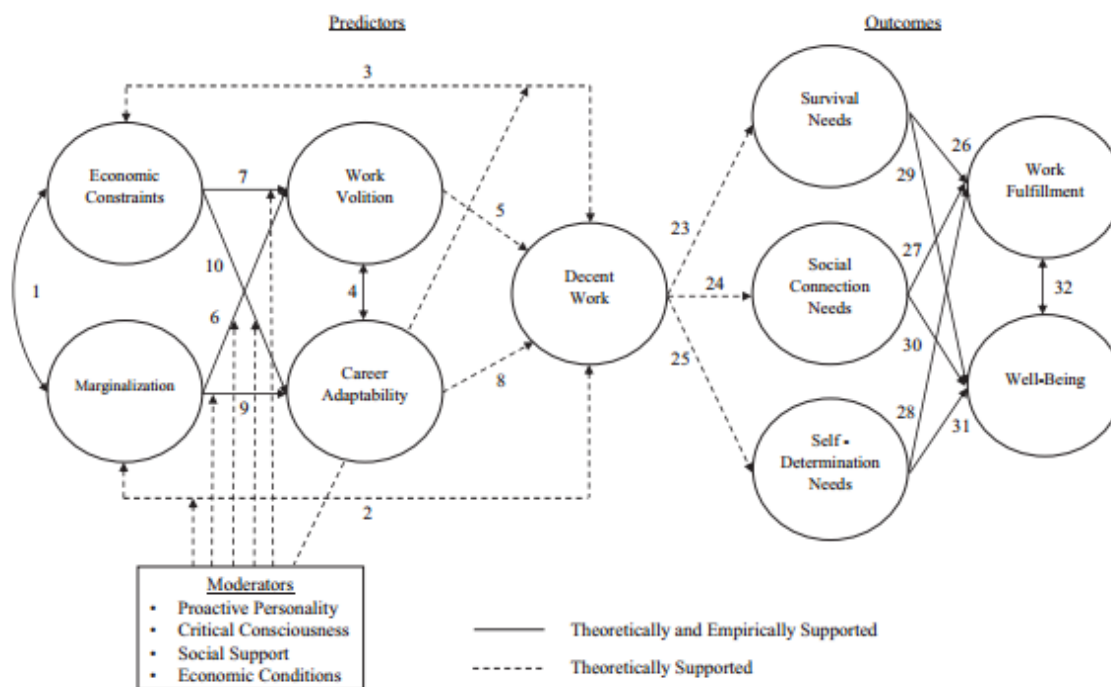 Predictors
Outcomes
3
Survival
Needs
Economic
Constraints
7
Work
Volition
26
29
Work
Fulfillment
5
23
10
1
4
Decent
Work
24
Social
Connection
Needs
27
32
6
25
30
Marginalization
9
Career
Adaptability
8
28
31
Well-Being
Self-
Determination
Needs
2
Moderators
• Proactive Personality
• Critical Consciousness
• Social Support
• Economic Conditions
Theoretically and Empirically Supported
Theoretically Supported